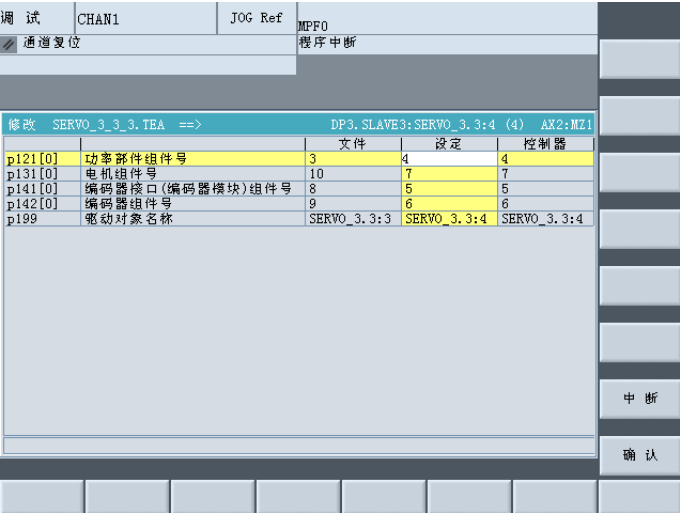 调 试 CHAN1 JOG Ref MPF0
通道复位 程序中断
修改 SERVO_3_3_3.TEA ==> DP3.SLAVE3:SERVO_3.3:4 (4) AX2:MZ1
文件 设定 控制器
p121[0] 功率部件组件号 3 4 4
p131[0] 电机组件号 10 7 7
p141[0] 编码器接口(编码器模块)组件号 8 5 5
p142[0] 编码器组件号 9 6 6
p199 驱动对象名称 SERVO_3.3:3 SERVO_3.3:4 SERVO_3.3:4
中 断
确 认